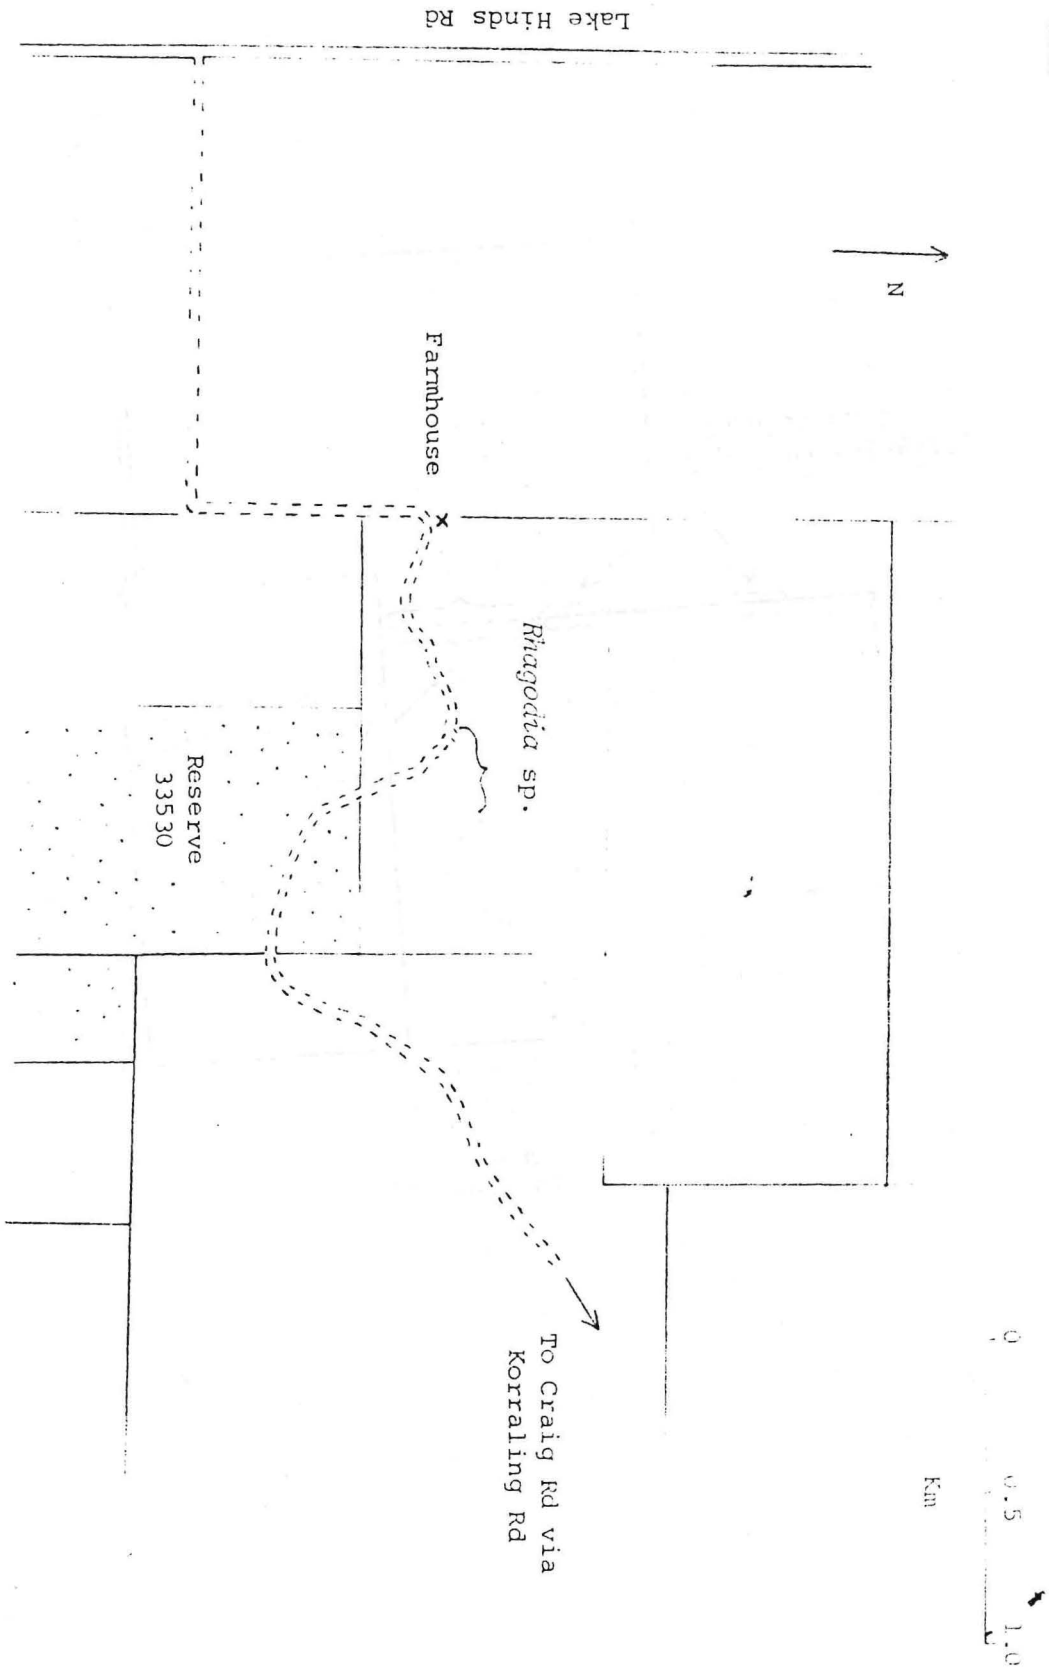 Lake Hinds Rd
N
Farmhouse
Rhagodia sp.
Reserve
33530
To Craig Rd via
Korraling Rd
0 0.5 1.0
Km